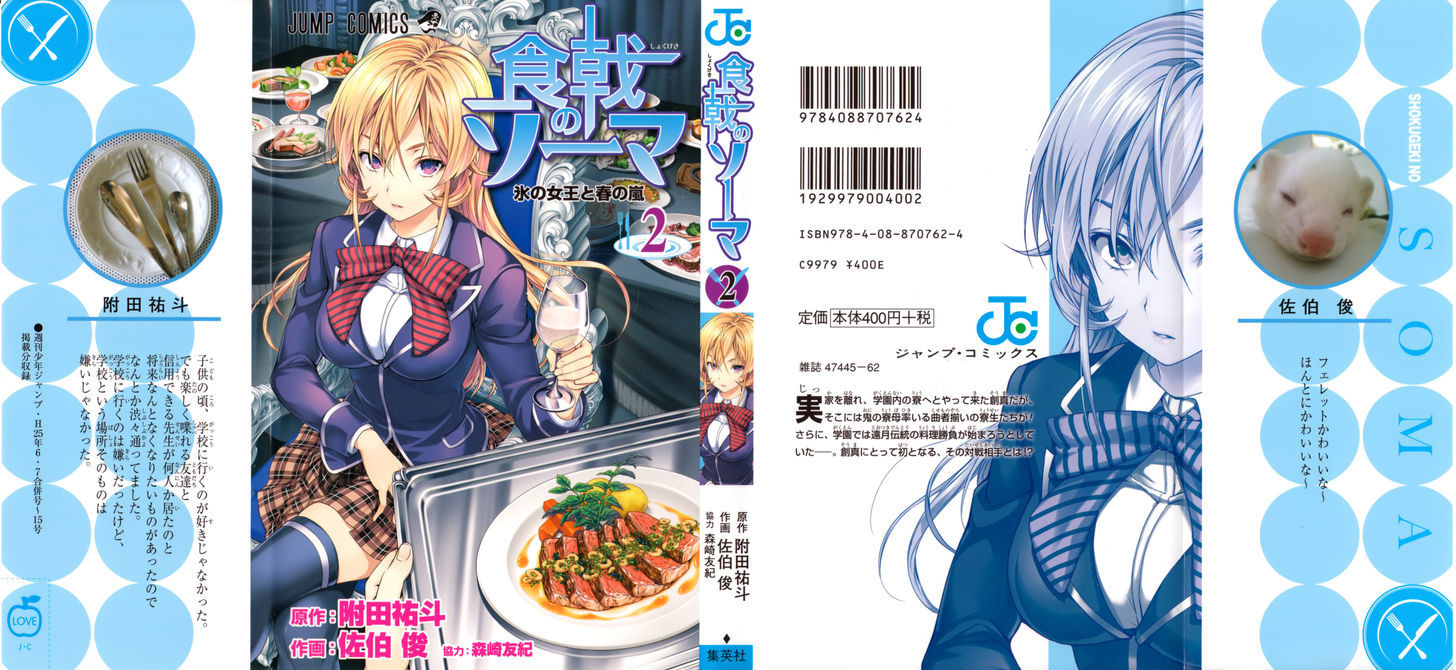 附田祐斗
子供の頃、学校に行くのが好きじゃなかった。
でも楽しく喋れる友達と
信用できる先生が何人か居たのと
将来なんとなくなりたいものがあったので
なんとか渋々通ってました。
学校に行くのは嫌いだったけど、
学校という場所そのものは
嫌いじゃなかった。
●週刊少年ジャンプ・H25年6・7合併号〜15号
掲載分収録
LOVE
J・C
JUMP COMICS
食戟のソーマ
しょくげき
氷の女王と春の嵐
2
原作:附田祐斗
作画:佐伯 俊
協力:森崎友紀
JC
食戟のソーマ
しょくげき
2
原作 附田祐斗
作画 佐伯 俊
協力 森崎友紀
集英社
9784088707624
1929979004002
ISBN978-4-08-870762-4
C9979 ¥400E
定価 本体400円+税
JC
ジャンプ・コミックス
雑誌 47445-62
実家を離れ、学園内の寮へとやって来た創真だが、
そこには鬼の寮母率いる曲者揃いの寮生たちが!
さらに、学園では遠月伝統の料理勝負が始まろうとして
いた――。創真にとって初となる、その対戦相手とは!?
佐伯 俊
フェレットかわいいな〜
ほんとにかわいいな〜
SHOKUGEKI NO
SOMA